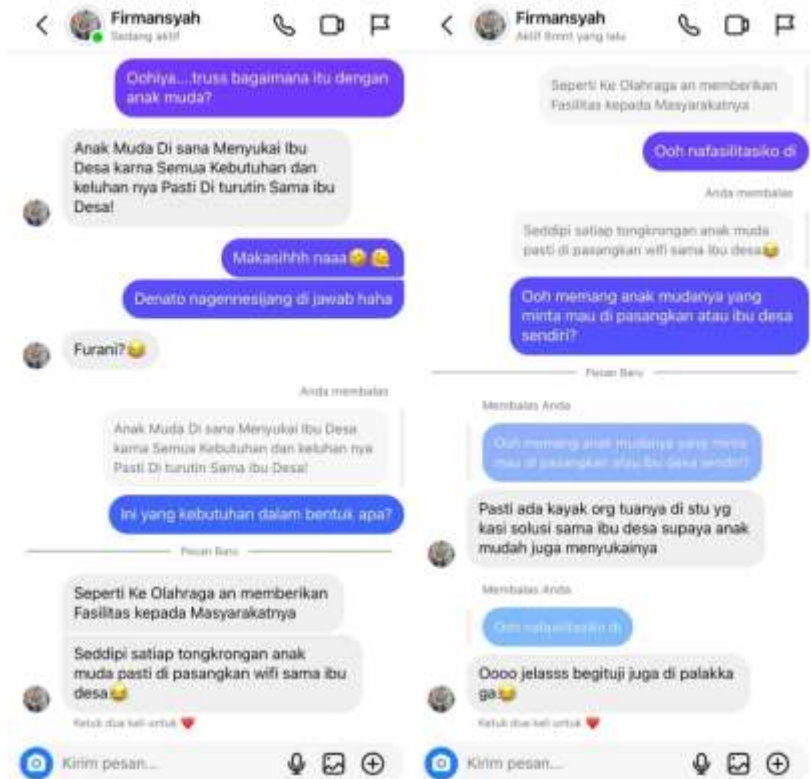 Firmansyah
Sedang aktif
Oohiya....truss bagaimana itu dengan
anak muda?
Anak Muda Di sana Menyukai Ibu
Desa karna Semua Kebutuhan dan
keluhan nya Pasti Di turutin Sama ibu
Desa!
Makasihhh naaa
Denato nagennesijang di jawab haha
Furani?😂
Anda membalas
Anak Muda Di sana Menyukai Ibu Desa
karna Semua Kebutuhan dan keluhan nya
Pasti Di turutin Sama ibu Desa!
Ini yang kebutuhan dalam bentuk apa?
Pesan Baru
Seperti Ke Olahraga an memberikan
Fasilitas kepada Masyarakatnya
Seddipi satiap tongkrongan anak
muda pasti di pasangkan wifi sama ibu
desa😂
Ketuk dua kali untuk ❤️
Kirim pesan...
Firmansyah
Aktif 8mnt yang lalu
Seperti Ke Olahraga an memberikan
Fasilitas kepada Masyarakatnya
Ooh nafasilitasiko di
Anda membalas
Seddipi satiap tongkrongan anak muda
pasti di pasangkan wifi sama ibu desa😂
Ooh memang anak mudanya yang
minta mau di pasangkan atau ibu desa
sendiri?
Pesan Baru
Membalas Anda
Ooh memang anak mudanya yang minta
mau di pasangkan atau ibu desa sendiri?
Pasti ada kayak org tuanya di stu yg
kasi solusi sama ibu desa supaya anak
mudah juga menyukainya
Membalas Anda
Ooh nafasilitasiko di
Oooo jelasss begituji juga di palakka
ga😂
Ketuk dua kali untuk ❤️
Kirim pesan...